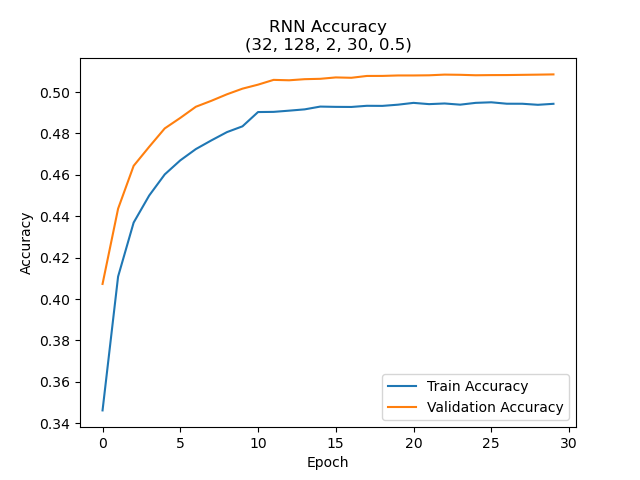 RNN Accuracy
(32, 128, 2, 30, 0.5)
Accuracy
0.50
0.48
0.46
0.44
0.42
0.40
0.38
0.36
0.34
Train Accuracy
Validation Accuracy
0 5 10 15 20 25 30
Epoch